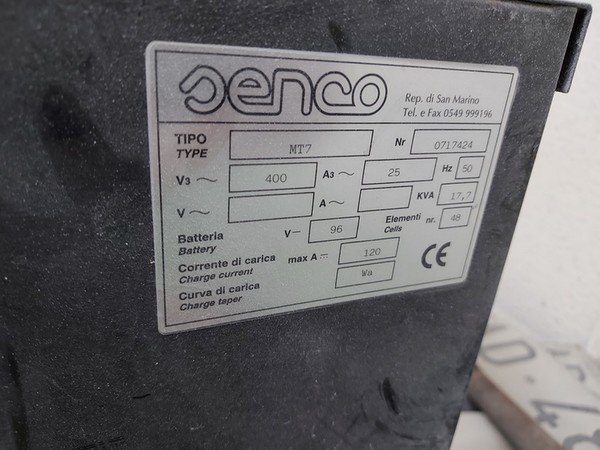 senco
Rep. di San Marino
Tel. e Fax 0549 999196
TIPO
TYPE
MT7
Nr 0717424
V3 ~ 400 A3 ~ 25 Hz 50
V ~ A ~ KVA 17,7
Batteria
Battery
V⎓ 96
Elementi
Cells
nr. 48
Corrente di carica
Charge current
max A ⎓ 120
Curva di carica
Charge taper
Wa
CE